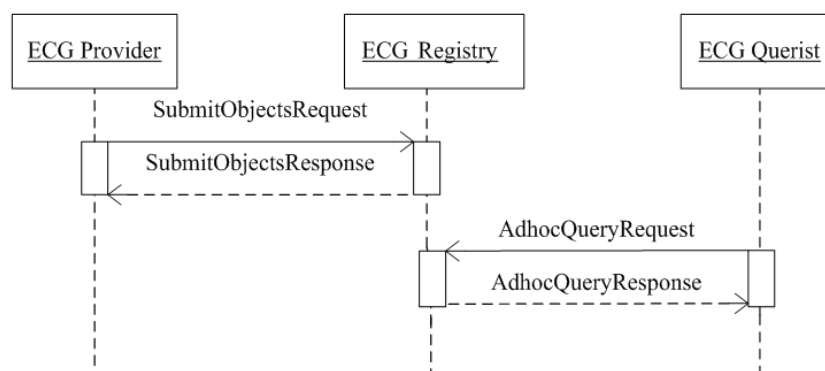 ECG Provider
ECG Registry
ECG Querist
SubmitObjectsRequest
SubmitObjectsResponse
AdhocQueryRequest
AdhocQueryResponse